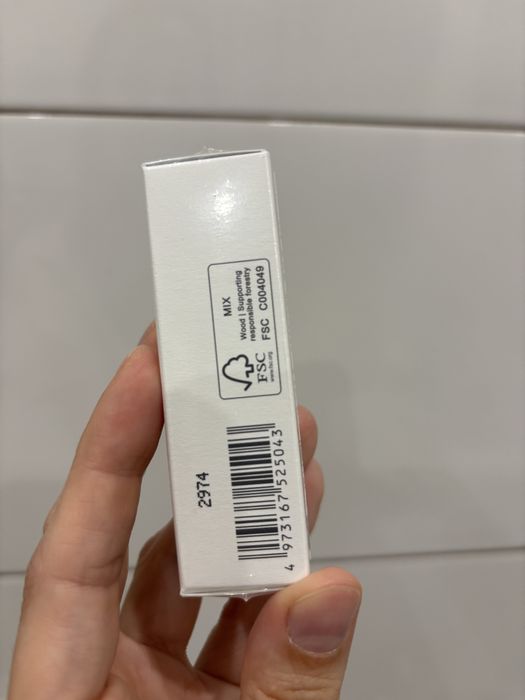 FSC
www.fsc.org
MIX
Wood | Supporting
responsible forestry
FSC C004049
2974
4 973167 525043